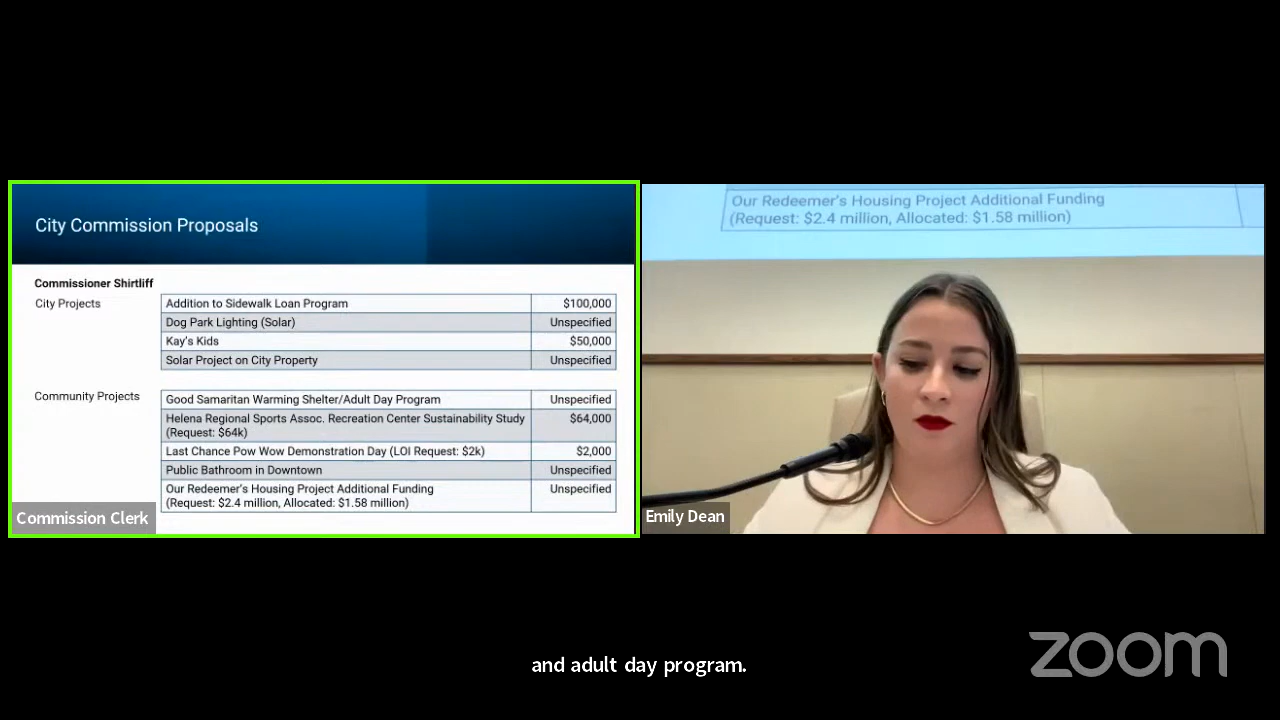 City Commission Proposals
Commissioner Shirtliff
City Projects
Addition to Sidewalk Loan Program $100,000
Dog Park Lighting (Solar) Unspecified
Kay's Kids $50,000
Solar Project on City Property Unspecified
Community Projects
Good Samaritan Warming Shelter/Adult Day Program Unspecified
Helena Regional Sports Assoc. Recreation Center Sustainability Study $64,000
(Request: $64k)
Last Chance Pow Wow Demonstration Day (LOI Request: $2k) $2,000
Public Bathroom in Downtown Unspecified
Our Redeemer's Housing Project Additional Funding Unspecified
(Request: $2.4 million, Allocated: $1.58 million)
Commission Clerk
Our Redeemer's Housing Project Additional Funding
(Request: $2.4 million, Allocated: $1.58 million)
Emily Dean
and adult day program.
zoom